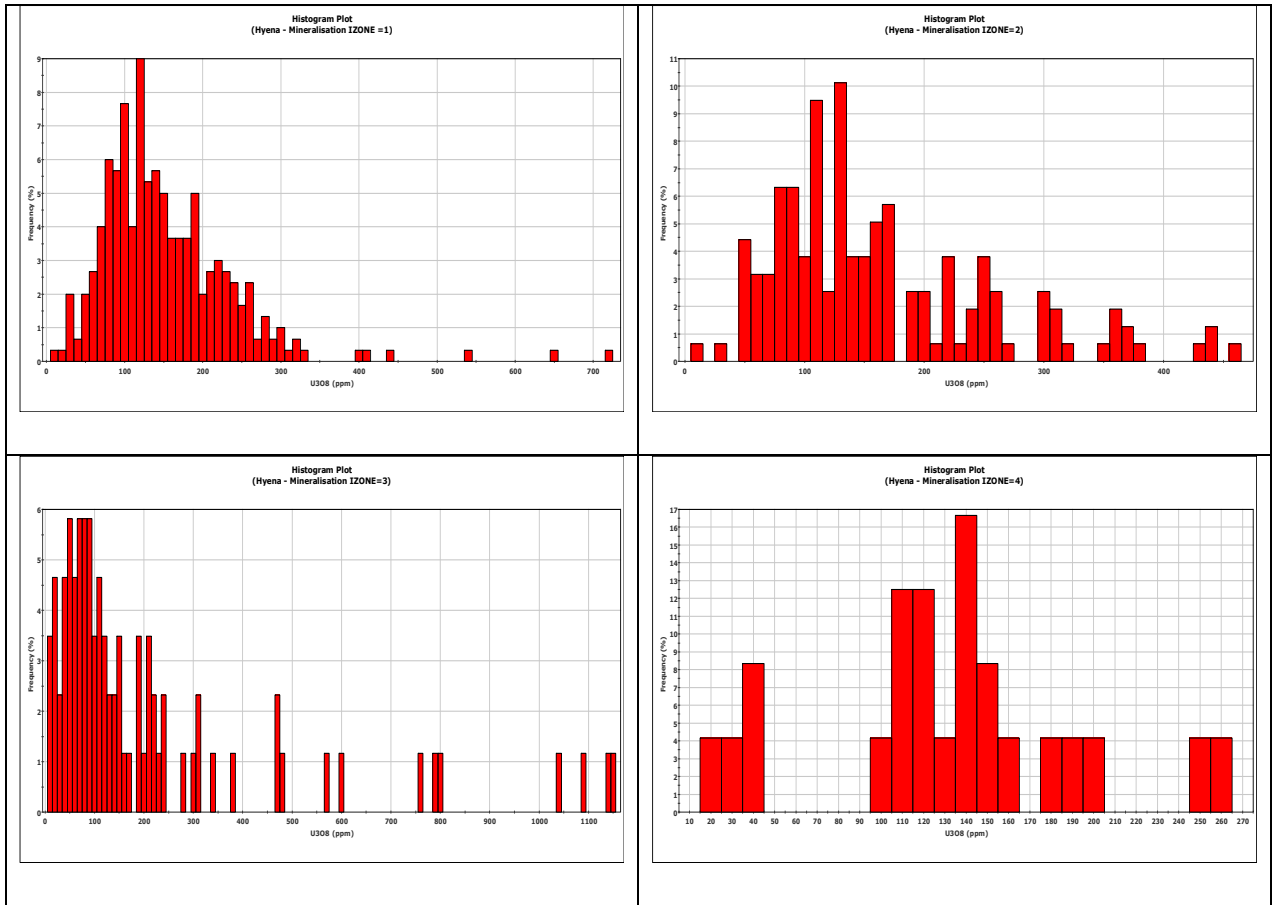 Histogram Plot
(Hyena - Mineralisation IZONE =1)
9
8
7
6
5
4
3
2
1
0
Frequency (%)
0 100 200 300 400 500 600 700
U3O8 (ppm)
Histogram Plot
(Hyena - Mineralisation IZONE=2)
11
10
9
8
7
6
5
4
3
2
1
0
Frequency (%)
0 100 200 300 400
U3O8 (ppm)
Histogram Plot
(Hyena - Mineralisation IZONE=3)
6
5
4
3
2
1
0
Frequency (%)
0 100 200 300 400 500 600 700 800 900 1000 1100
U3O8 (ppm)
Histogram Plot
(Hyena - Mineralisation IZONE=4)
17
16
15
14
13
12
11
10
9
8
7
6
5
4
3
2
1
0
Frequency (%)
10 20 30 40 50 60 70 80 90 100 110 120 130 140 150 160 170 180 190 200 210 220 230 240 250 260 270
U3O8 (ppm)